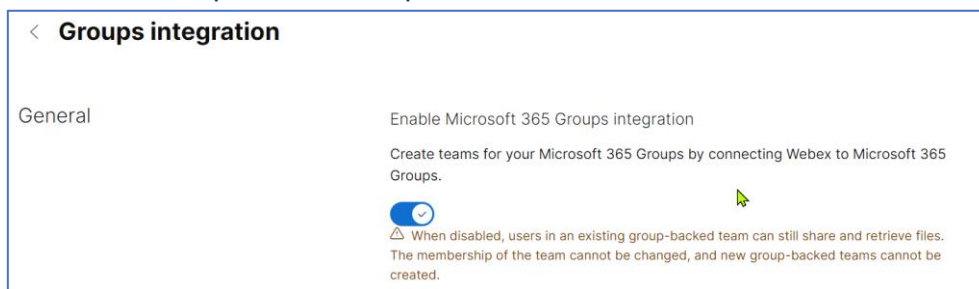 Groups integration
General
Enable Microsoft 365 Groups integration
Create teams for your Microsoft 365 Groups by connecting Webex to Microsoft 365
Groups.
When disabled, users in an existing group-backed team can still share and retrieve files.
The membership of the team cannot be changed, and new group-backed teams cannot be
created.